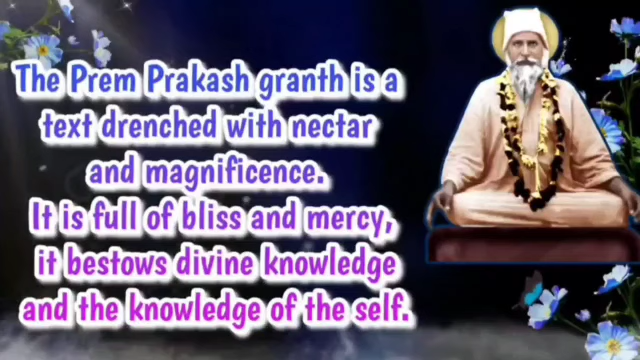 The Prem Prakash granth is a
text drenched with nectar
and magnificence.
It is full of bliss and mercy,
it bestows divine knowledge
and the knowledge of the self.